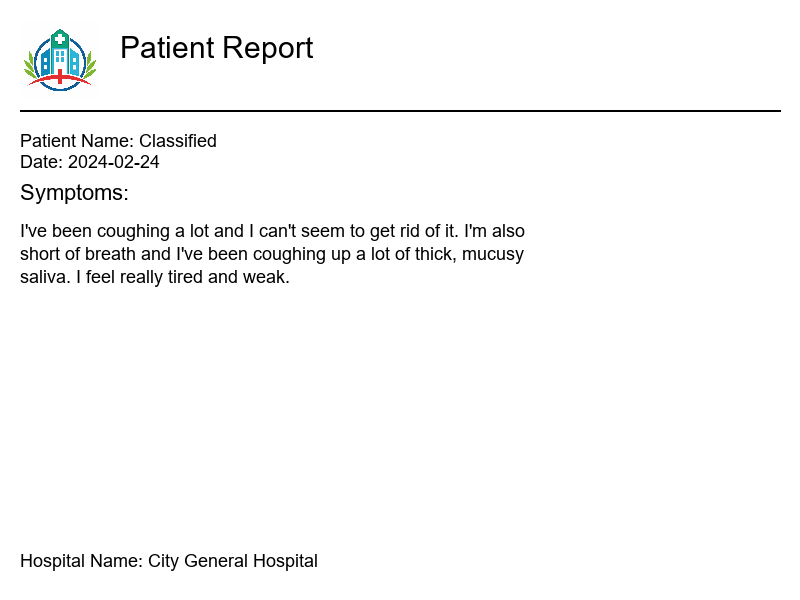 Patient Report
Patient Name: Classified
Date: 2024-02-24
Symptoms:
I've been coughing a lot and I can't seem to get rid of it. I'm also
short of breath and I've been coughing up a lot of thick, mucusy
saliva. I feel really tired and weak.
Hospital Name: City General Hospital